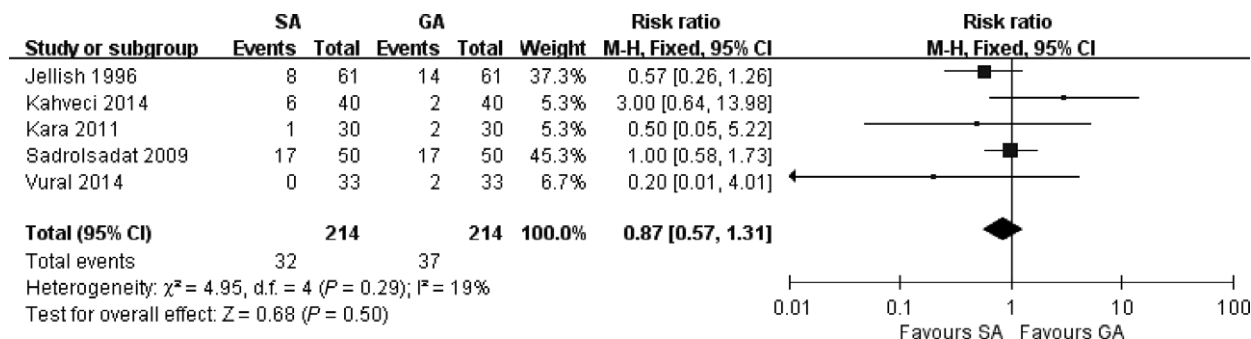 SA GA Risk ratio Risk ratio
Study or subgroup Events Total Events Total Weight M-H, Fixed, 95% CI M-H, Fixed, 95% CI
Jellish 1996 8 61 14 61 37.3% 0.57 [0.26, 1.26]
Kahveci 2014 6 40 2 40 5.3% 3.00 [0.64, 13.98]
Kara 2011 1 30 2 30 5.3% 0.50 [0.05, 5.22]
Sadrolsadat 2009 17 50 17 50 45.3% 1.00 [0.58, 1.73]
Vural 2014 0 33 2 33 6.7% 0.20 [0.01, 4.01]
Total (95% CI) 214 214 100.0% 0.87 [0.57, 1.31]
Total events 32 37
Heterogeneity: χ² = 4.95, d.f. = 4 (P = 0.29); I² = 19%
Test for overall effect: Z = 0.68 (P = 0.50)
0.01 0.1 1 10 100
Favours SA Favours GA